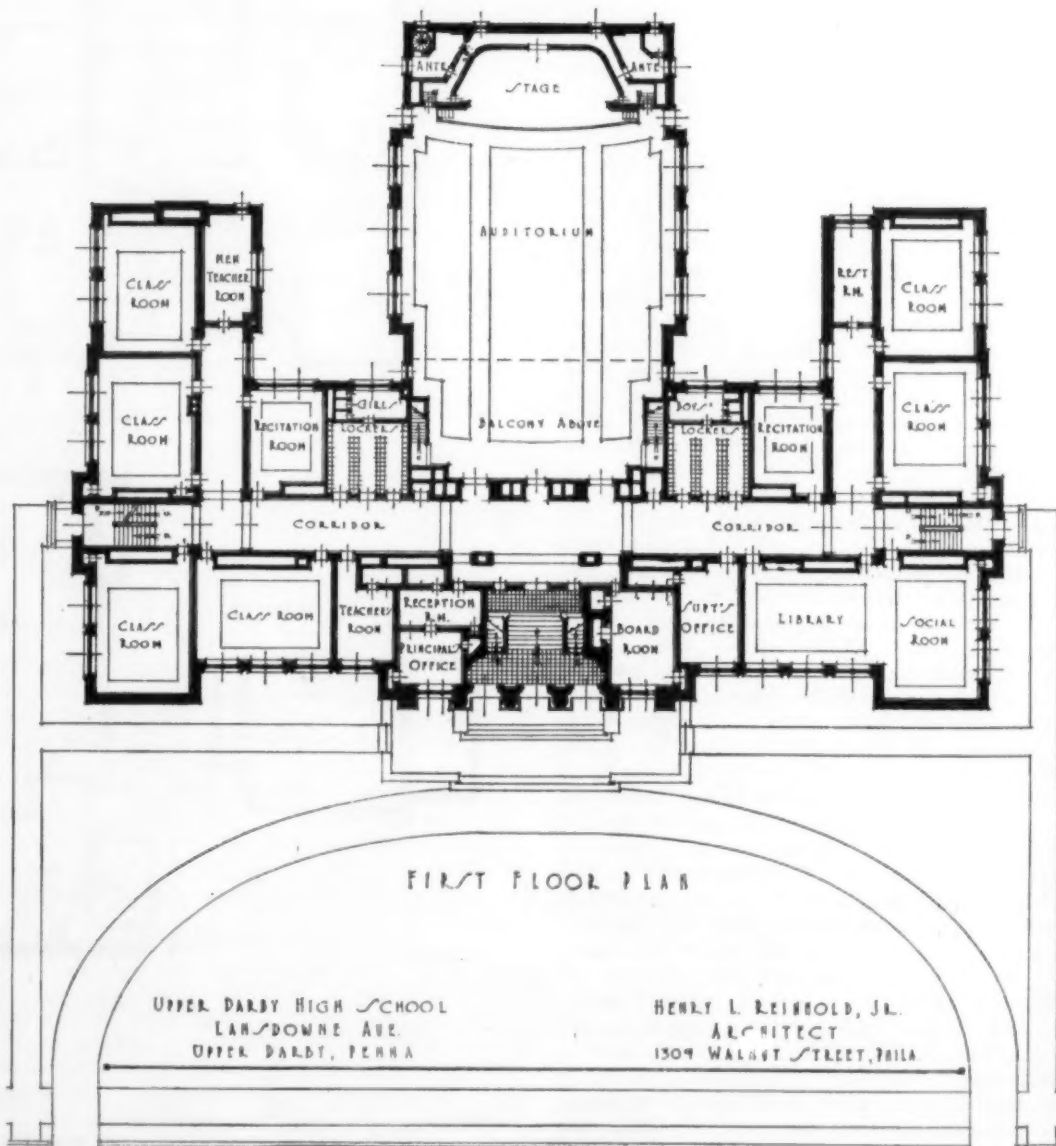 ANTE
ANTE
STAGE
AUDITORIUM
MEN
TEACHER
ROOM
CLASS
ROOM
REST
RM.
CLASS
ROOM
CLASS
ROOM
RECITATION
ROOM
GIRLS'
LOCKERS
BALCONY ABOVE
BOYS'
LOCKERS
RECITATION
ROOM
CLASS
ROOM
CORRIDOR
CORRIDOR
CLASS
ROOM
CLASS ROOM
TEACHERS
ROOM
RECEPTION
RM.
PRINCIPAL'S
OFFICE
BOARD
ROOM
SUPT'S
OFFICE
LIBRARY
SOCIAL
ROOM
FIRST FLOOR PLAN
UPPER DARBY HIGH SCHOOL
LANSDOWNE AVE.
UPPER DARBY, PENNA
HENRY L. REINHOLD, JR.
ARCHITECT
1309 WALNUT STREET, PHILA.